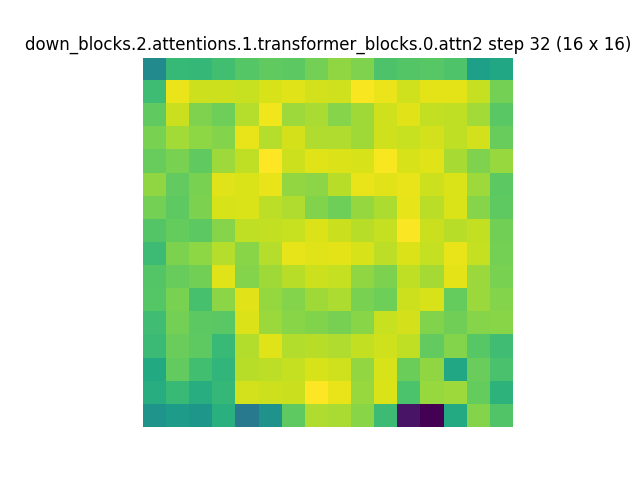 down_blocks.2.attentions.1.transformer_blocks.0.attn2 step 32 (16 x 16)